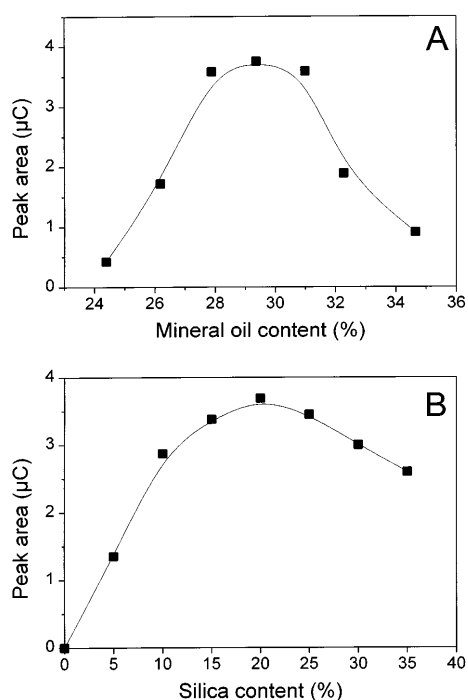 A
Peak area (µC)
4
3
2
1
0
24 26 28 30 32 34 36
Mineral oil content (%)
B
Peak area (µC)
4
3
2
1
0
0 5 10 15 20 25 30 35 40
Silica content (%)